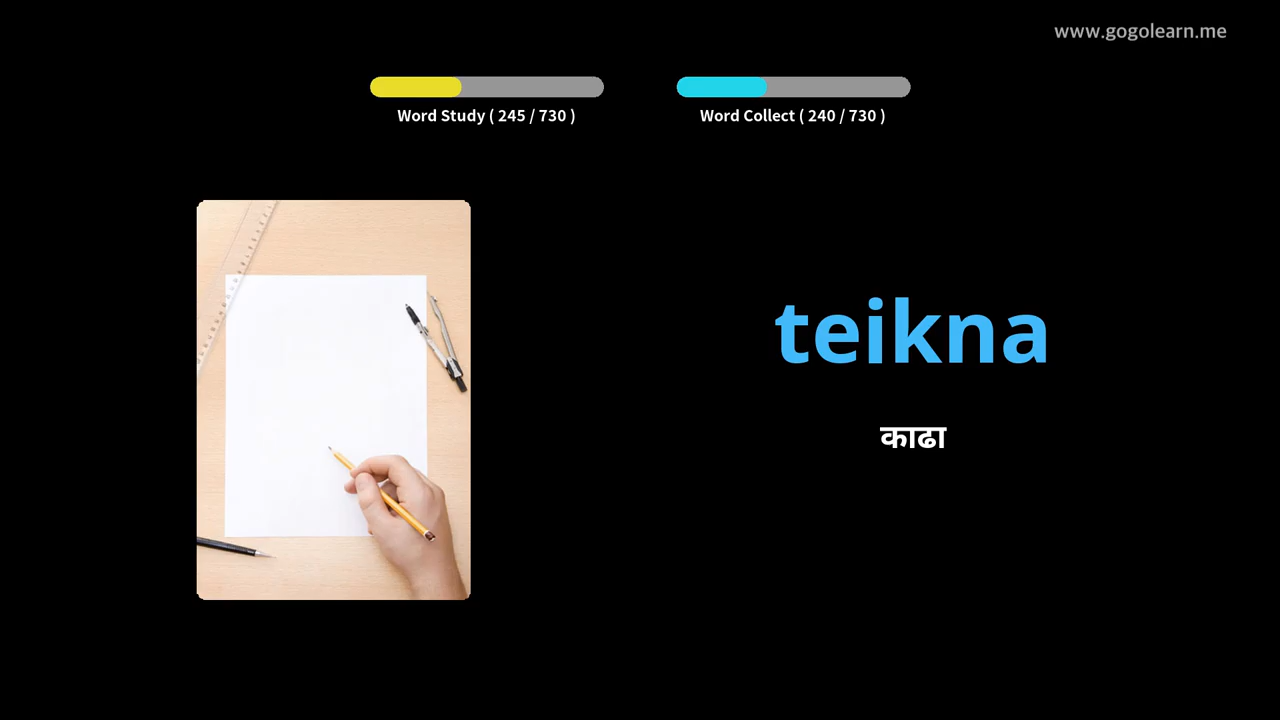 www.gogolearn.me
Word Study ( 245 / 730 )
Word Collect ( 240 / 730 )
teikna
काढा